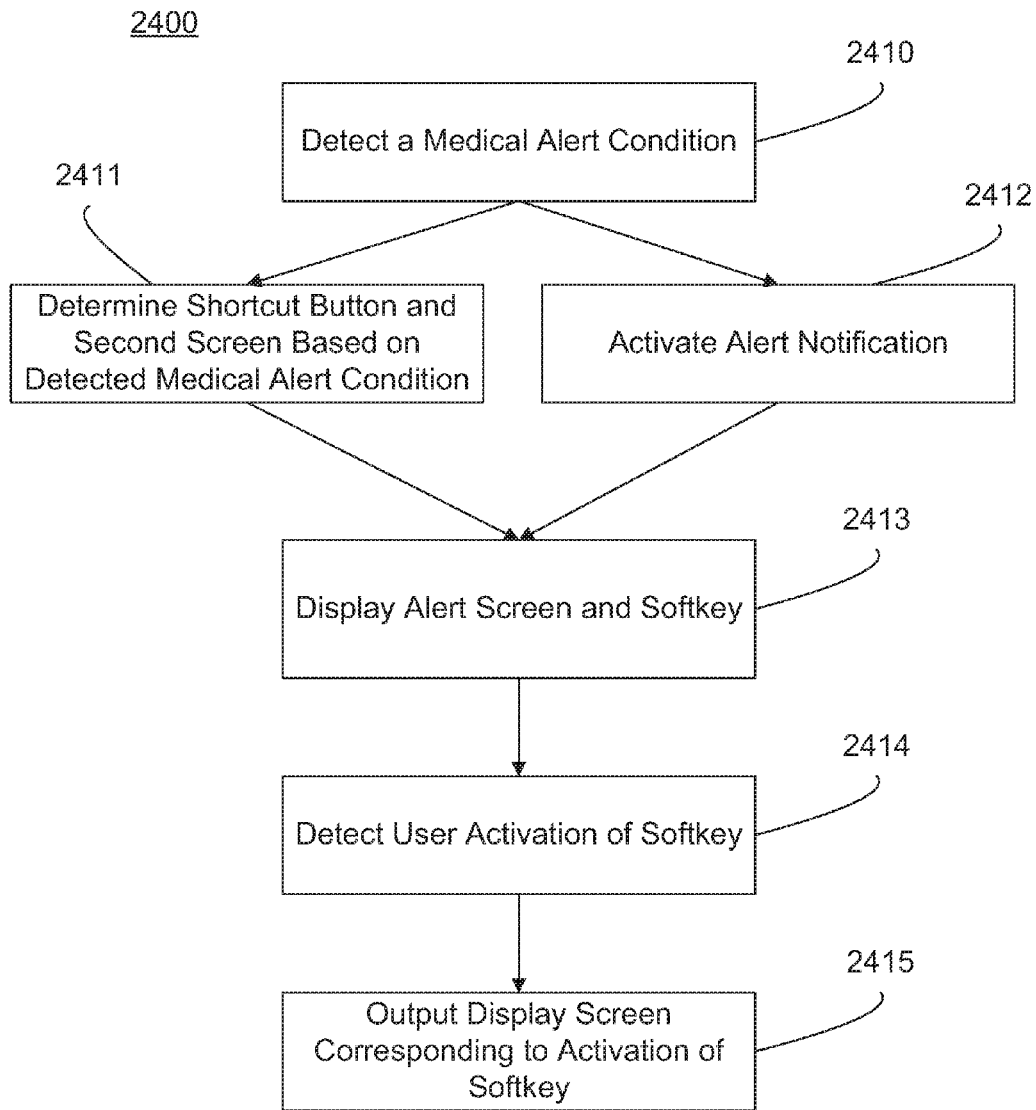 2400
2410
Detect a Medical Alert Condition
2411
2412
Determine Shortcut Button and
Second Screen Based on
Detected Medical Alert Condition
Activate Alert Notification
2413
Display Alert Screen and Softkey
2414
Detect User Activation of Softkey
2415
Output Display Screen
Corresponding to Activation of
Softkey